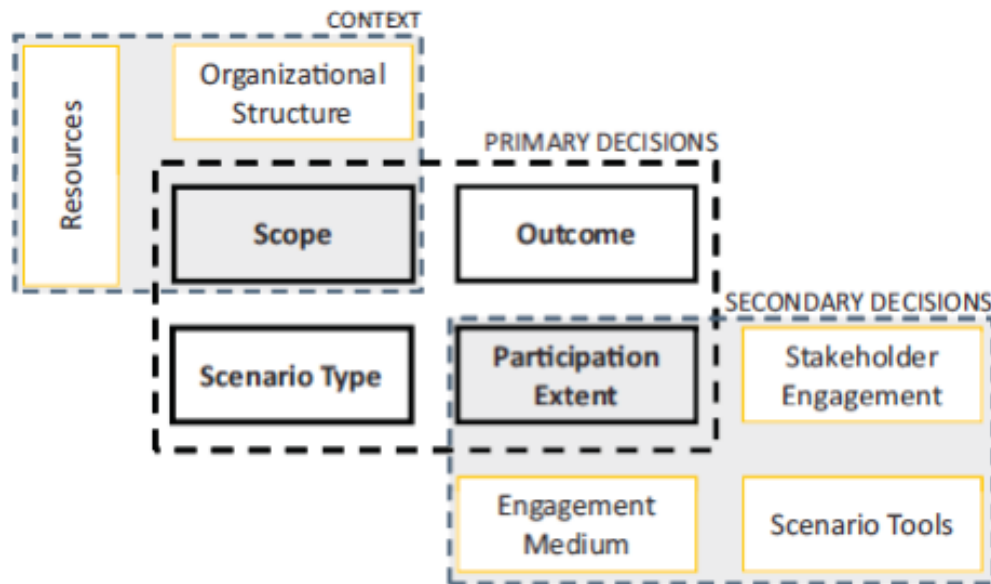 CONTEXT
Resources
Organizational
Structure
PRIMARY DECISIONS
Scope
Outcome
SECONDARY DECISIONS
Scenario Type
Participation
Extent
Stakeholder
Engagement
Engagement
Medium
Scenario Tools